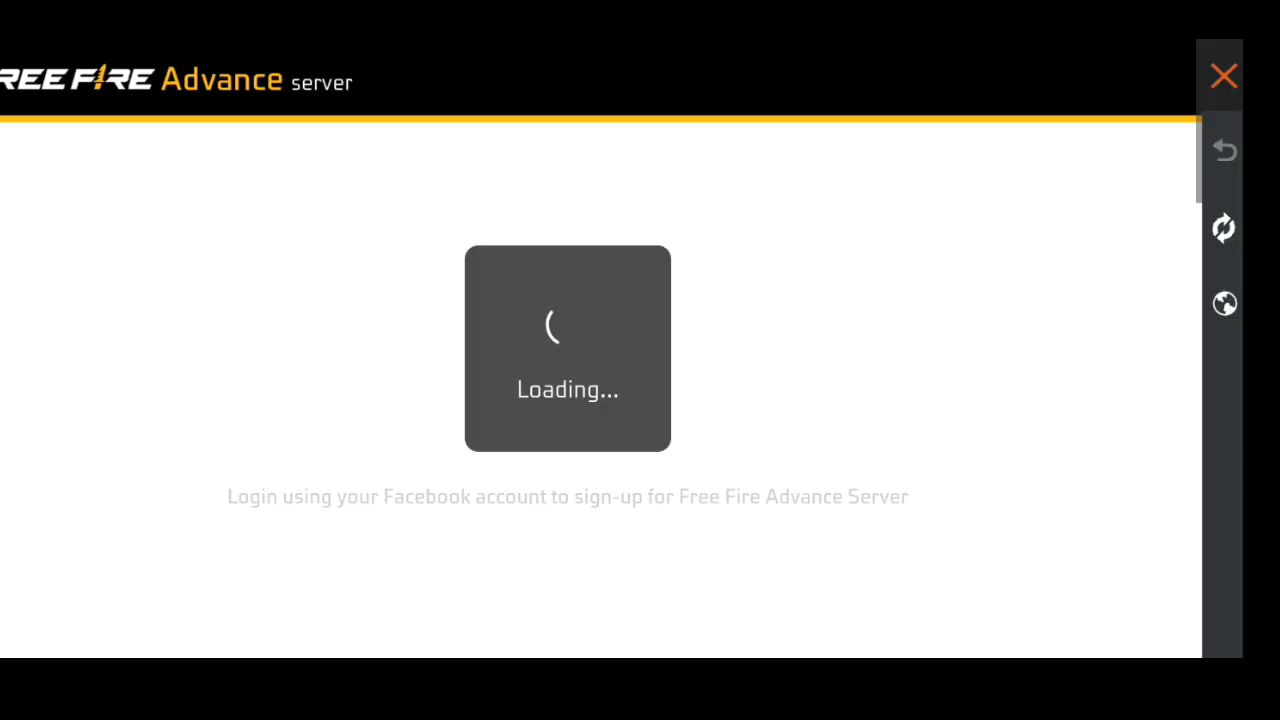 REE FIRE Advance server
Loading...
Login using your Facebook account to sign-up for Free Fire Advance Server